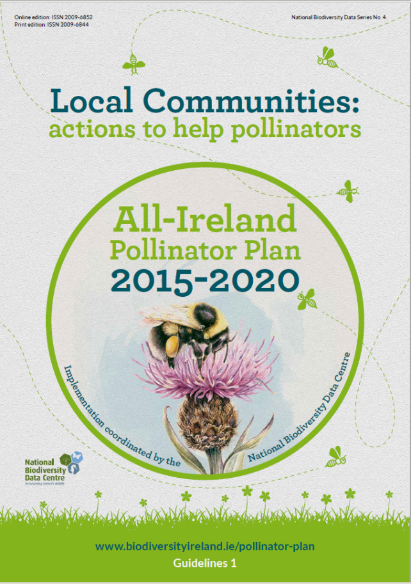 Online edition: ISSN 2009-6852
Print edition: ISSN 2009-6844
National Biodiversity Data Series No. 4
Local Communities:
actions to help pollinators
All-Ireland
Pollinator Plan
2015-2020
Implementation coordinated by the
National Biodiversity Data Centre
National
Biodiversity
Data Centre
www.biodiversityireland.ie/pollinator-plan
Guidelines 1